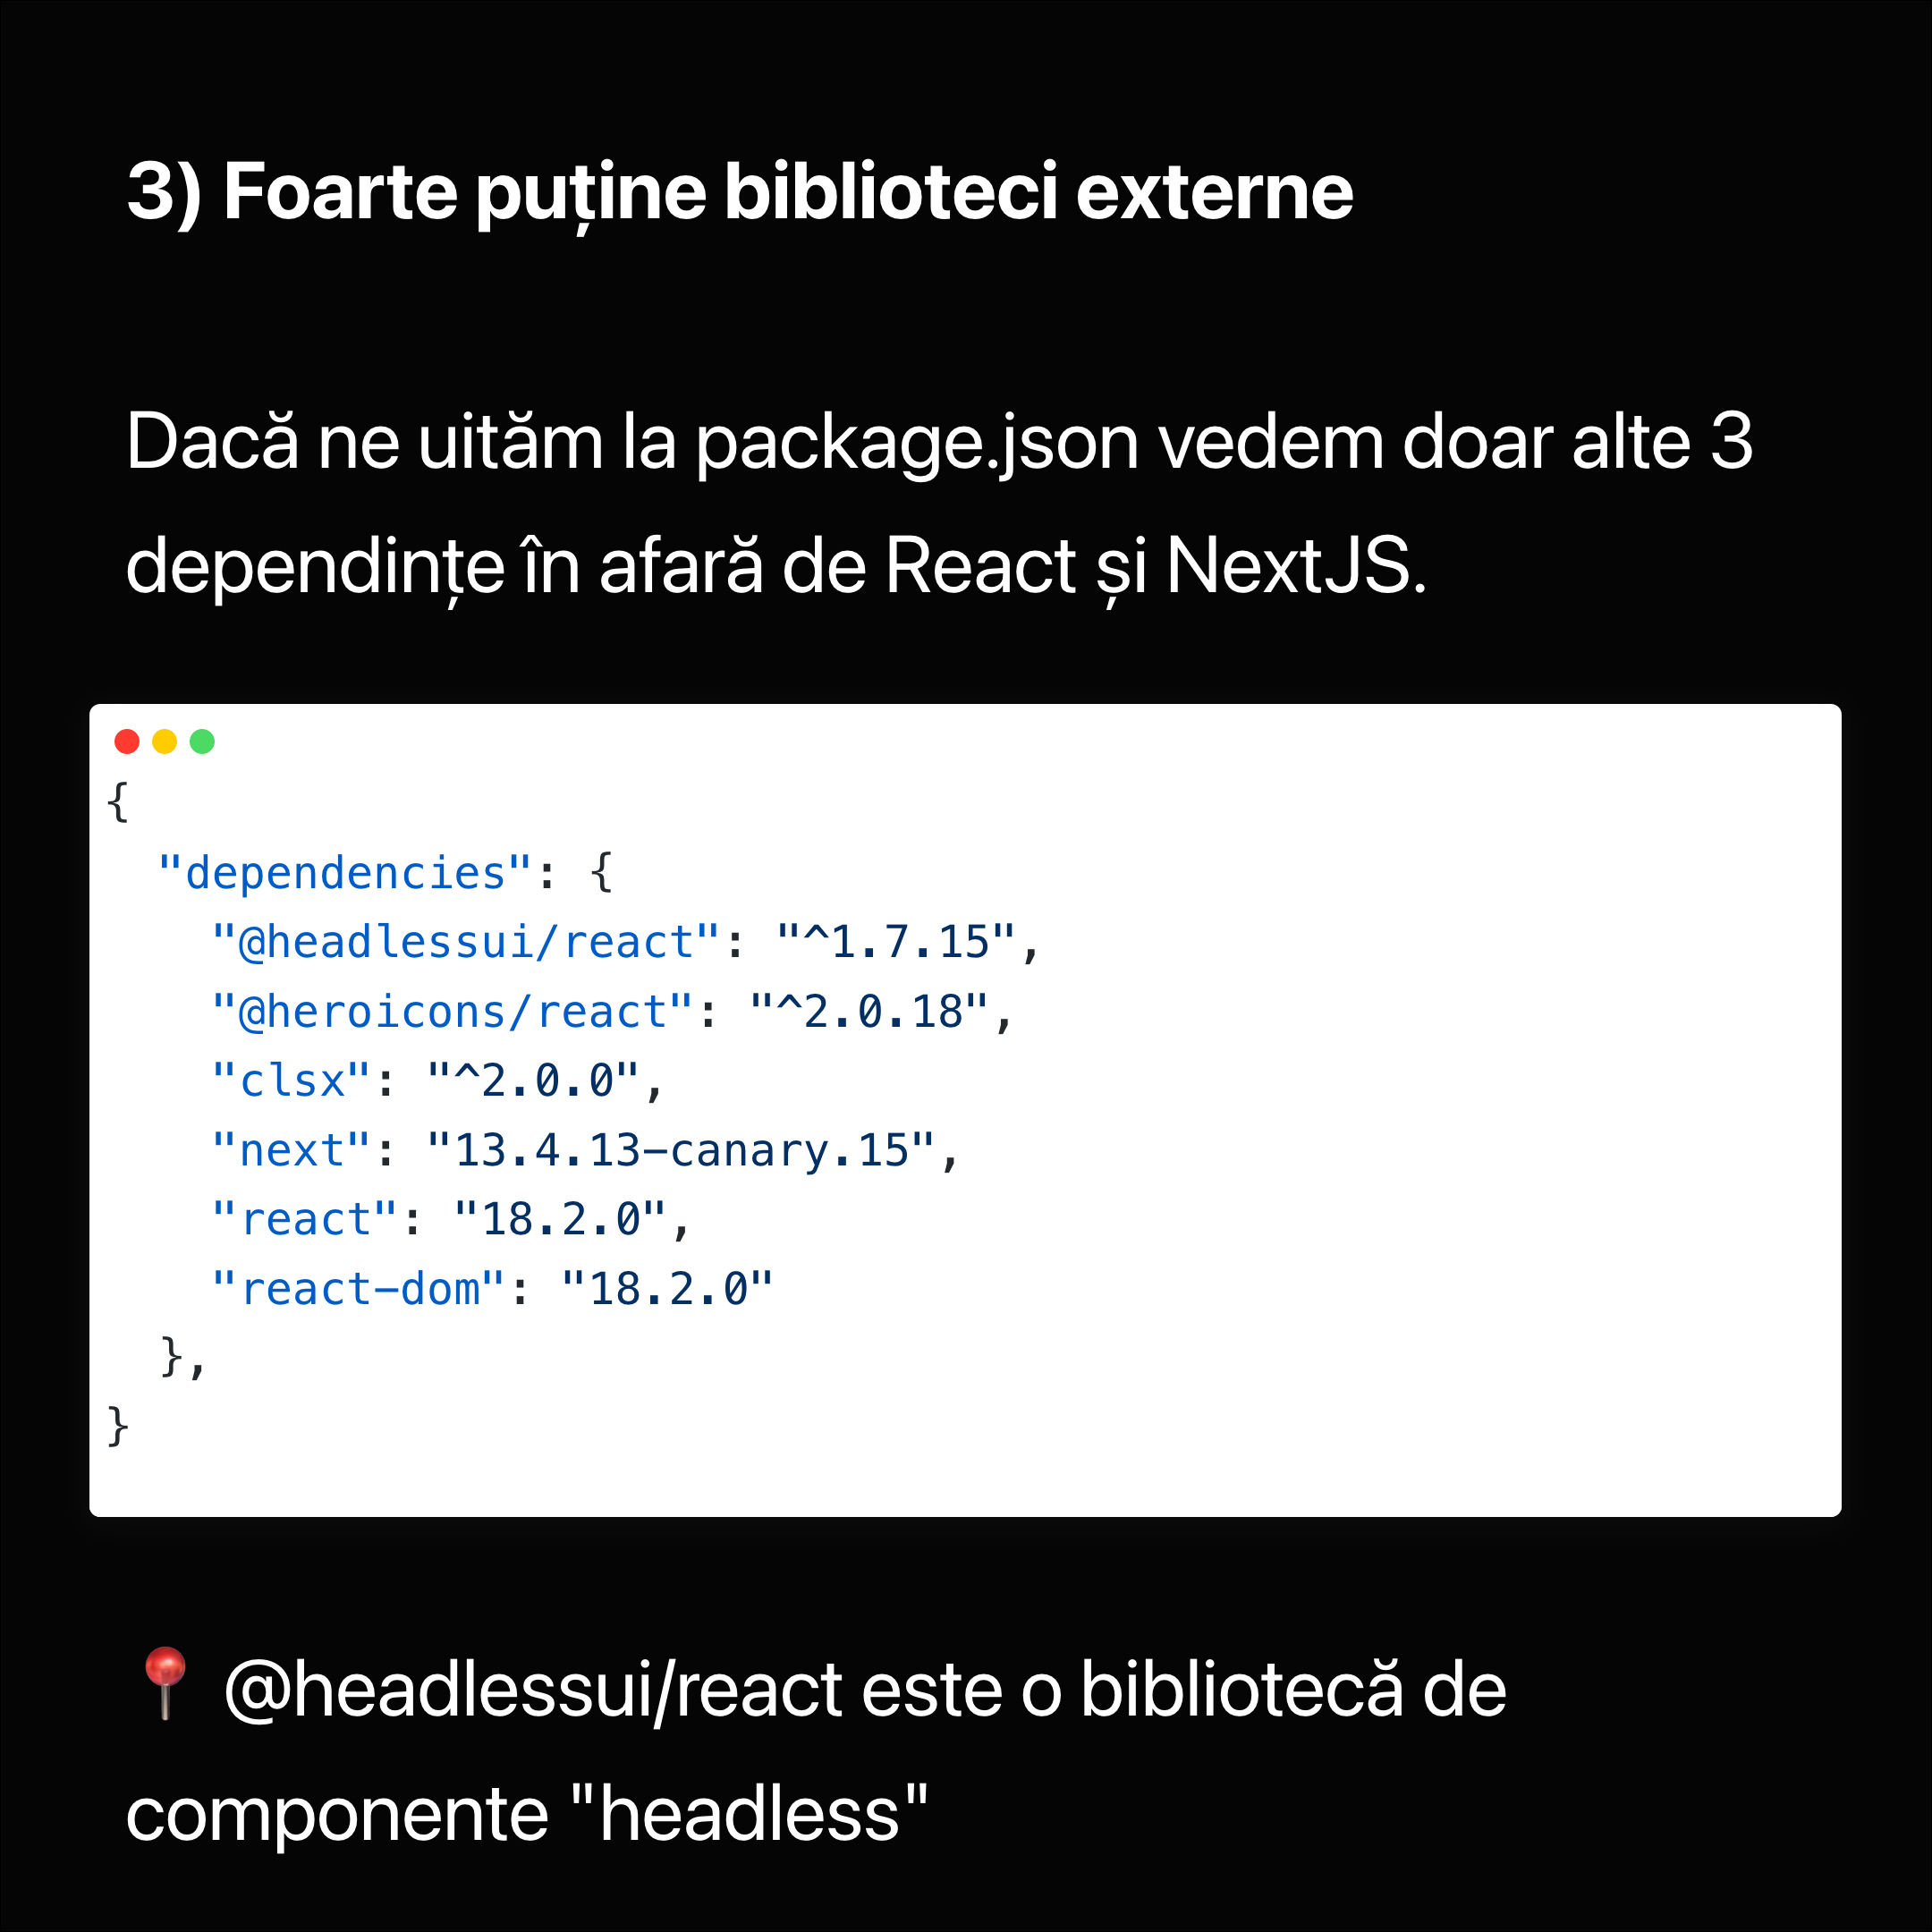 3) Foarte puține biblioteci externe
Dacă ne uităm la package.json vedem doar alte 3
dependințe în afară de React și NextJS.
{
  "dependencies": {
    "@headlessui/react": "^1.7.15",
    "@heroicons/react": "^2.0.18",
    "clsx": "^2.0.0",
    "next": "13.4.13-canary.15",
    "react": "18.2.0",
    "react-dom": "18.2.0"
  },
}
📍 @headlessui/react este o bibliotecă de
componente "headless"